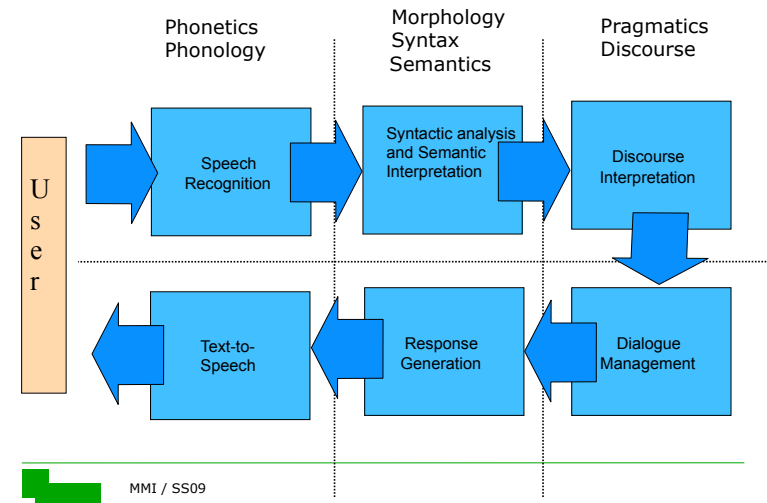 Phonetics
Phonology
Morphology
Syntax
Semantics
Pragmatics
Discourse
User
Speech
Recognition
Syntactic analysis
and Semantic
Interpretation
Discourse
Interpretation
Text-to-
Speech
Response
Generation
Dialogue
Management
MMI / SS09